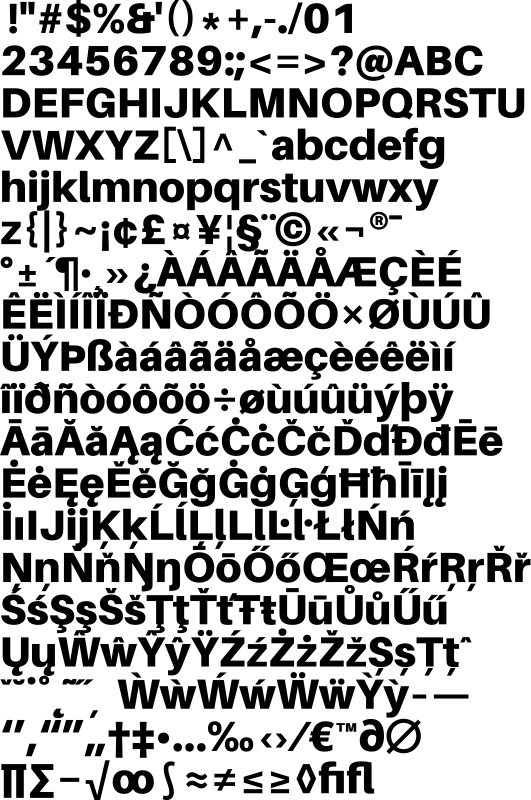 !"#$%&'()*+,-./01
23456789:;<=>?@ABC
DEFGHIJKLMNOPQRSTU
VWXYZ[\]^_`abcdefg
hijklmnopqrstuvwxy
z{|}~¡¢£¤¥¦§¨©«¬®¯
°±´¶·¸»¿ÀÁÂÃÄÅÆÇÈÉ
ÊËÌÍÎÏÐÑÒÓÔÕÖ×ØÙÚÛ
ÜÝÞßàáâãäåæçèéêëìí
îïðñòóôõö÷øùúûüýþÿ
ĀāĂăĄąĆćĊċČčĎďĐđĒē
ĖėĘęĚěĞğĠġĢģĦħĪīĮį
İıĲĳĶķĹĺĻļĽľĿŀŁłŃń
ŅņŇňŊŋŌōŐőŒœŔŕŖŗŘř
ŚśŞşŠšŢţŤťŦŧŪūŮůŰű
ŲųŴŵŶŷŸŹźŻżŽžȘșȚțˆ
ˇ˘˙˚˛˜˝ˊẀẁẂẃẄẅỲỳ–—
‘’‚“”„†‡•…‰‹›⁄€™∂∅
∏∑−√∞∫≈≠≤≥◊ﬁﬂ